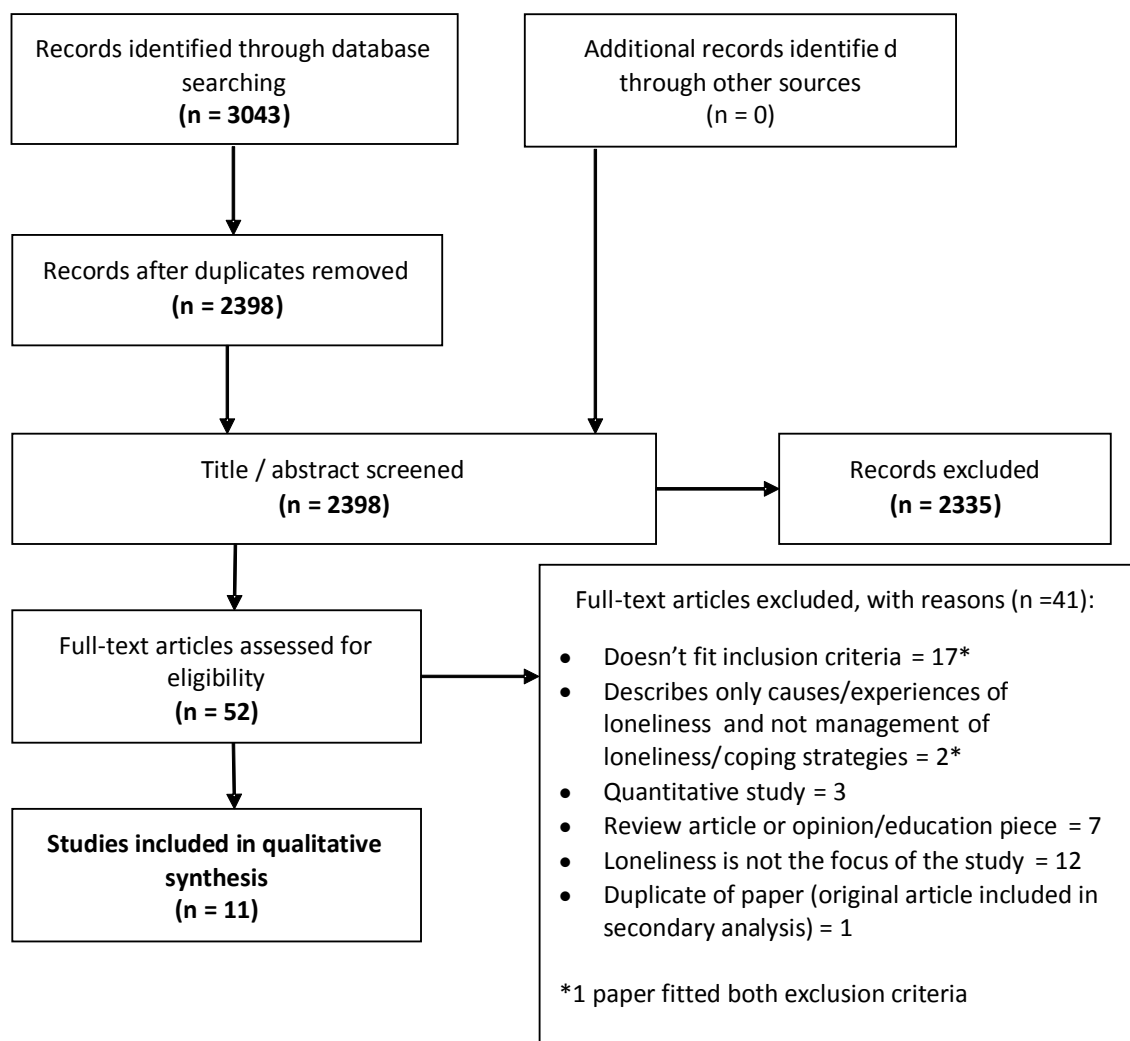 Records identified through database
searching
(n = 3043)
Additional records identified
through other sources
(n = 0)
Records after duplicates removed
(n = 2398)
Title / abstract screened
(n = 2398)
Records excluded
(n = 2335)
Full-text articles assessed for
eligibility
(n = 52)
Full-text articles excluded, with reasons (n =41):
• Doesn’t fit inclusion criteria = 17*
• Describes only causes/experiences of
loneliness and not management of
loneliness/coping strategies = 2*
• Quantitative study = 3
• Review article or opinion/education piece = 7
• Loneliness is not the focus of the study = 12
• Duplicate of paper (original article included in
secondary analysis) = 1
*1 paper fitted both exclusion criteria
Studies included in qualitative
synthesis
(n = 11)